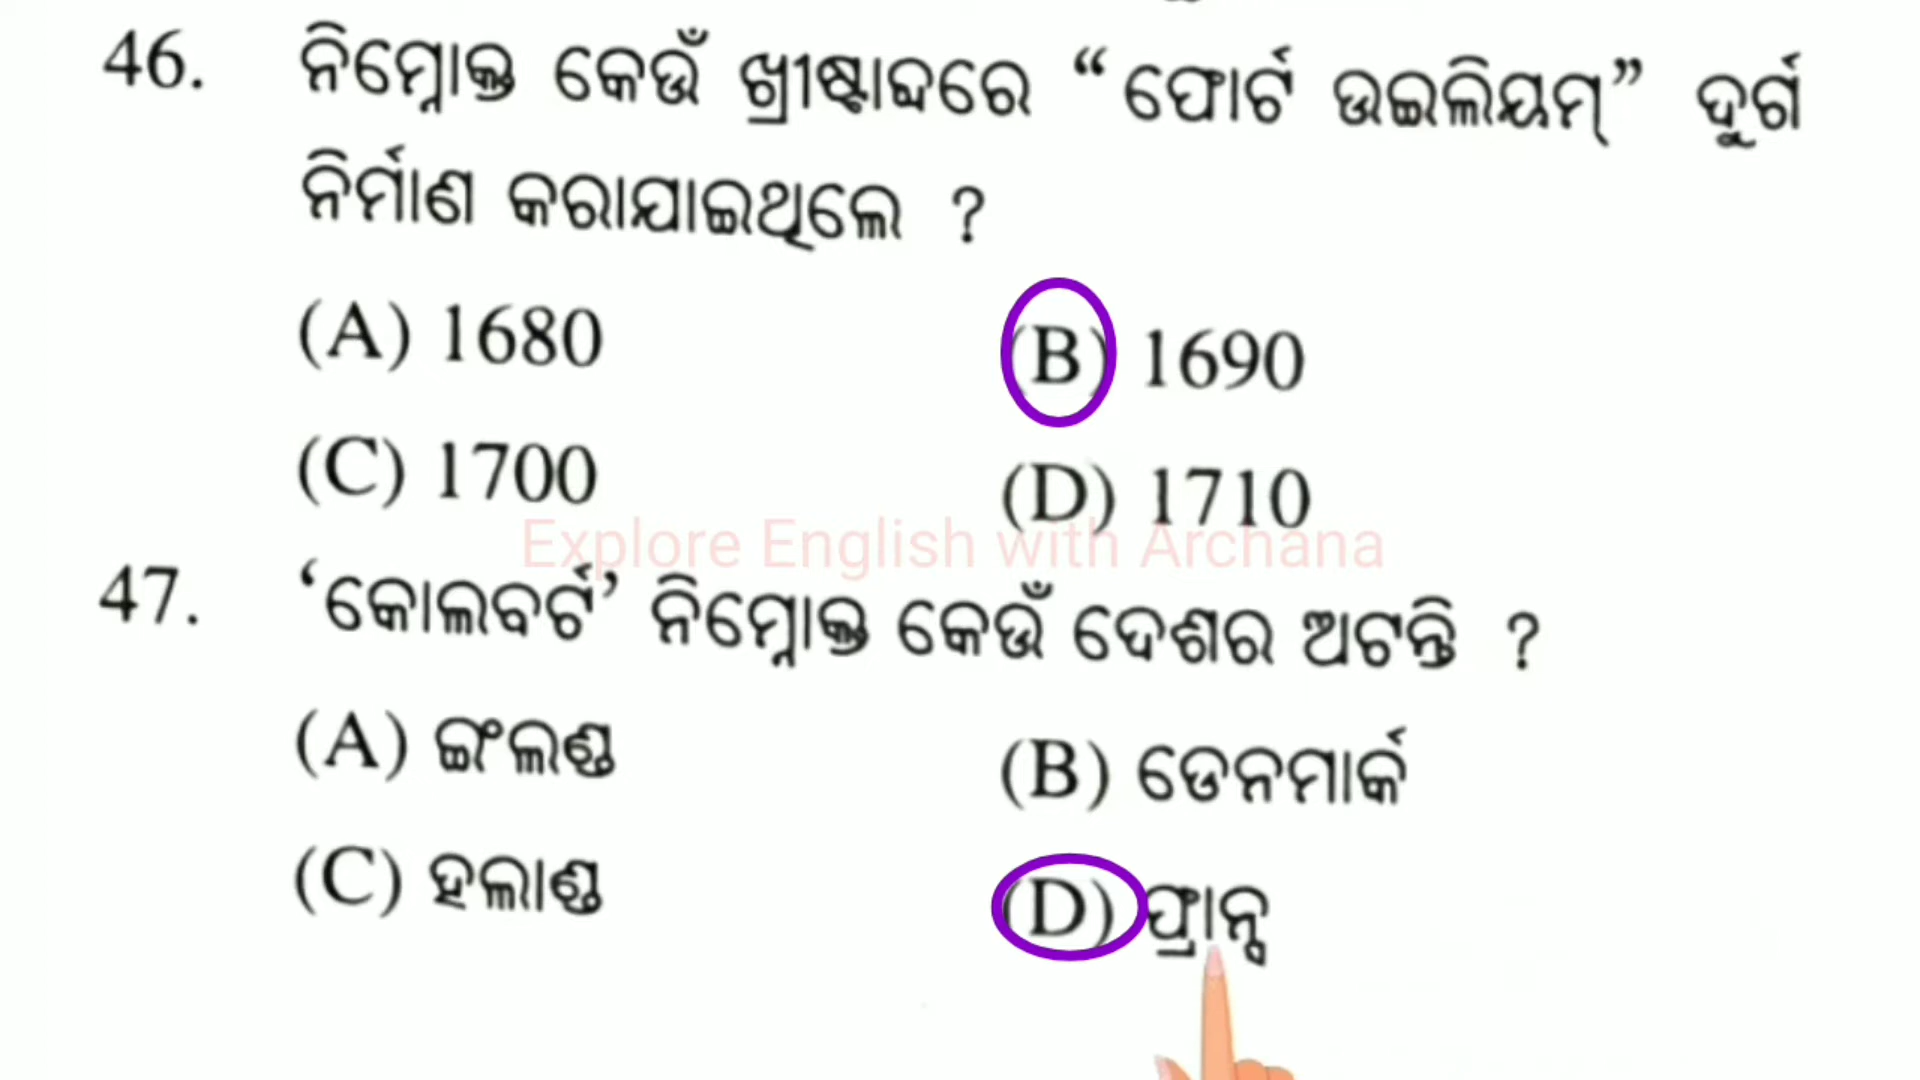 46. ନିମ୍ନୋକ୍ତ କେଉଁ ଖ୍ରୀଷ୍ଟାବ୍ଦରେ “ଫୋର୍ଟ ଉଇଲିୟମ୍” ଦୁର୍ଗ
ନିର୍ମାଣ କରାଯାଇଥିଲେ ?
(A) 1680 (B) 1690
(C) 1700 (D) 1710
Explore English with Archana
47. ‘କୋଲବର୍ଟ’ ନିମ୍ନୋକ୍ତ କେଉଁ ଦେଶର ଅଟନ୍ତି ?
(A) ଇଂଲଣ୍ଡ (B) ଡେନମାର୍କ
(C) ହଲାଣ୍ଡ (D) ଫ୍ରାନ୍ସ